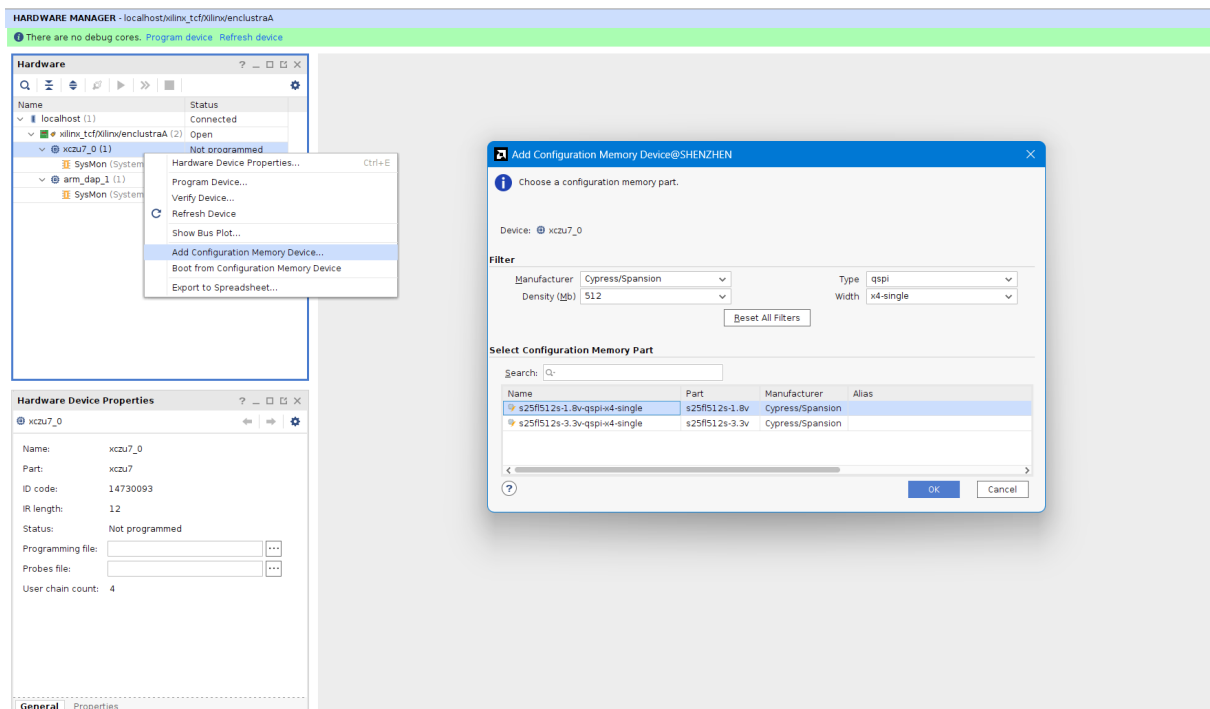 HARDWARE MANAGER - localhost/xilinx_tcf/Xilinx/enclustraA
There are no debug cores. Program device Refresh device
Hardware
Name Status
localhost (1) Connected
xilinx_tcf/Xilinx/enclustraA (2) Open
xczu7_0 (1) Not programmed
SysMon (System
arm_dap_1 (1)
SysMon (System
Hardware Device Properties... Ctrl+E
Program Device...
Verify Device...
Refresh Device
Show Bus Plot...
Add Configuration Memory Device...
Boot from Configuration Memory Device
Export to Spreadsheet...
Hardware Device Properties
xczu7_0
Name: xczu7_0
Part: xczu7
ID code: 14730093
IR length: 12
Status: Not programmed
Programming file:
Probes file:
User chain count: 4
General Properties
Add Configuration Memory Device@SHENZHEN
Choose a configuration memory part.
Device: xczu7_0
Filter
Manufacturer Cypress/Spansion Type qspi
Density (Mb) 512 Width x4-single
Reset All Filters
Select Configuration Memory Part
Search:
Name Part Manufacturer Alias
s25fl512s-1.8v-qspi-x4-single s25fl512s-1.8v Cypress/Spansion
s25fl512s-3.3v-qspi-x4-single s25fl512s-3.3v Cypress/Spansion
OK Cancel